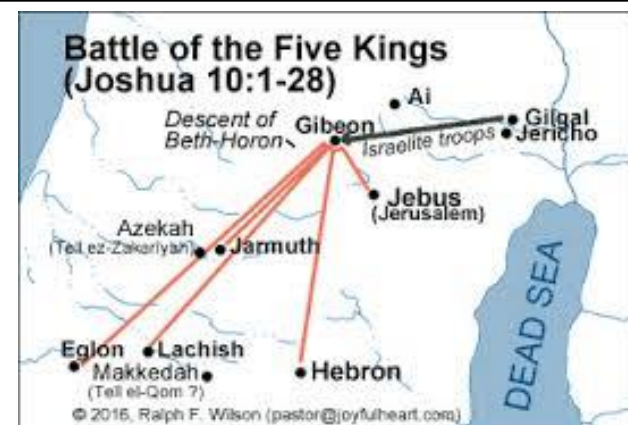 Battle of the Five Kings
(Joshua 10:1-28)
Ai
Descent of
Beth-Horon
Gibeon
Gilgal
Jericho
Israelite troops
Jebus
(Jerusalem)
Azekah
(Tell ez-Zakariyah)
Jarmuth
Eglon
Lachish
Makkedah
(Tell el-Qom ?)
Hebron
DEAD SEA
© 2016, Ralph F. Wilson (pastor@joyfulheart.com)